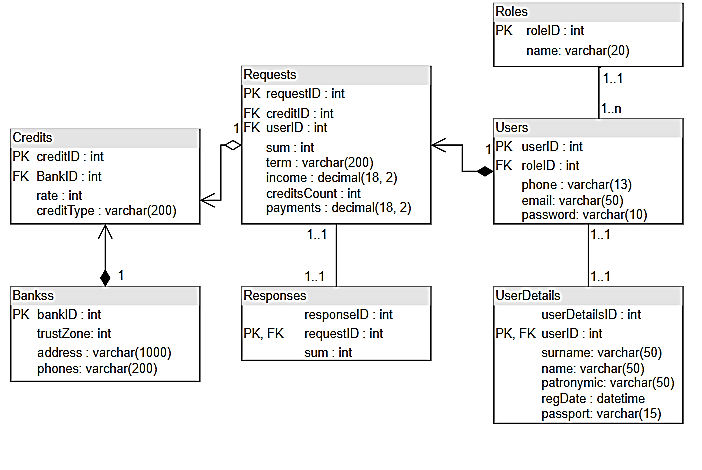 Roles
PK roleID : int
name: varchar(20)
1..1
1..n
Users
PK userID : int
FK roleID : int
phone : varchar(13)
email: varchar(50)
password: varchar(10)
1
1..1
1..1
UserDetails
userDetailsID : int
PK, FK userID : int
surname: varchar(50)
name: varchar(50)
patronymic: varchar(50)
regDate : datetime
passport: varchar(15)
Requests
PK requestID : int
FK creditID : int
FK userID : int
sum: int
term : varchar(200)
income : decimal(18, 2)
creditsCount : int
payments : decimal(18, 2)
1
1..1
1..1
Responses
responseID : int
PK, FK requestID : int
sum : int
Credits
PK creditID : int
FK BankID : int
rate : int
creditType : varchar(200)
1
Bankss
PK bankID : int
trustZone: int
address : varchar(1000)
phones: varchar(200)